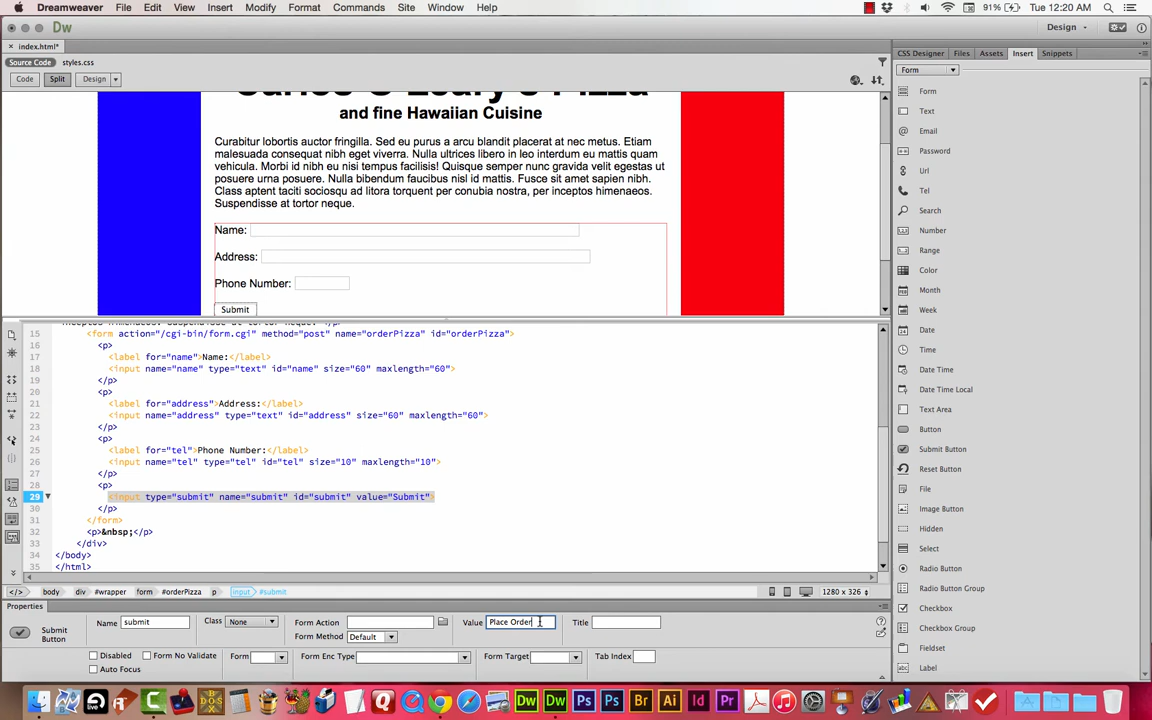 Dreamweaver File Edit View Insert Modify Format Commands Site Window Help 91% Tue 12:20 AM
Dw Design
× index.html*
Source Code styles.css
Code Split Design
and fine Hawaiian Cuisine
Curabitur lobortis auctor fringilla. Sed eu purus a arcu blandit placerat at nec metus. Etiam
malesuada consequat nibh eget viverra. Nulla ultrices libero in leo interdum eu mattis quam
vehicula. Morbi id eu nisi tempus facilisi! Quisque semper nunc gravida velit egestas ut
posuere urna posuere. Nulla bibendum faucibus nisl id mattis. Fusce sit amet sapien nibh.
Class aptent taciti sociosqu ad litora torquent per conubia nostra, per inceptos himenaeos.
Suspendisse at tortor neque.
Name:
Address:
Phone Number:
Submit
15 <form action="/cgi-bin/form.cgi" method="post" name="orderPizza" id="orderPizza">
16 <p>
17 <label for="name">Name:</label>
18 <input name="name" type="text" id="name" size="60" maxlength="60">
19 </p>
20 <p>
21 <label for="address">Address:</label>
22 <input name="address" type="text" id="address" size="60" maxlength="60">
23 </p>
24 <p>
25 <label for="tel">Phone Number:</label>
26 <input name="tel" type="tel" id="tel" size="10" maxlength="10">
27 </p>
28 <p>
29 <input type="submit" name="submit" id="submit" value="Submit">
30 </p>
31 </form>
32 <p>&nbsp;</p>
33 </div>
34 </body>
35 </html>
</> body div #wrapper form #orderPizza p input #submit 1280 x 326
Properties
Submit Button Name submit Class None Form Action Value Place Order Title
Form Method Default
Disabled Form No Validate Form Form Enc Type Form Target Tab Index
Auto Focus
CSS Designer Files Assets Insert Snippets
Form
Form
Text
Email
Password
Url
Tel
Search
Number
Range
Color
Month
Week
Date
Time
Date Time
Date Time Local
Text Area
Button
Submit Button
Reset Button
File
Image Button
Hidden
Select
Radio Button
Radio Button Group
Checkbox
Checkbox Group
Fieldset
Label
live DOS Dw Dw Ps Ps Br Ai Id Pr